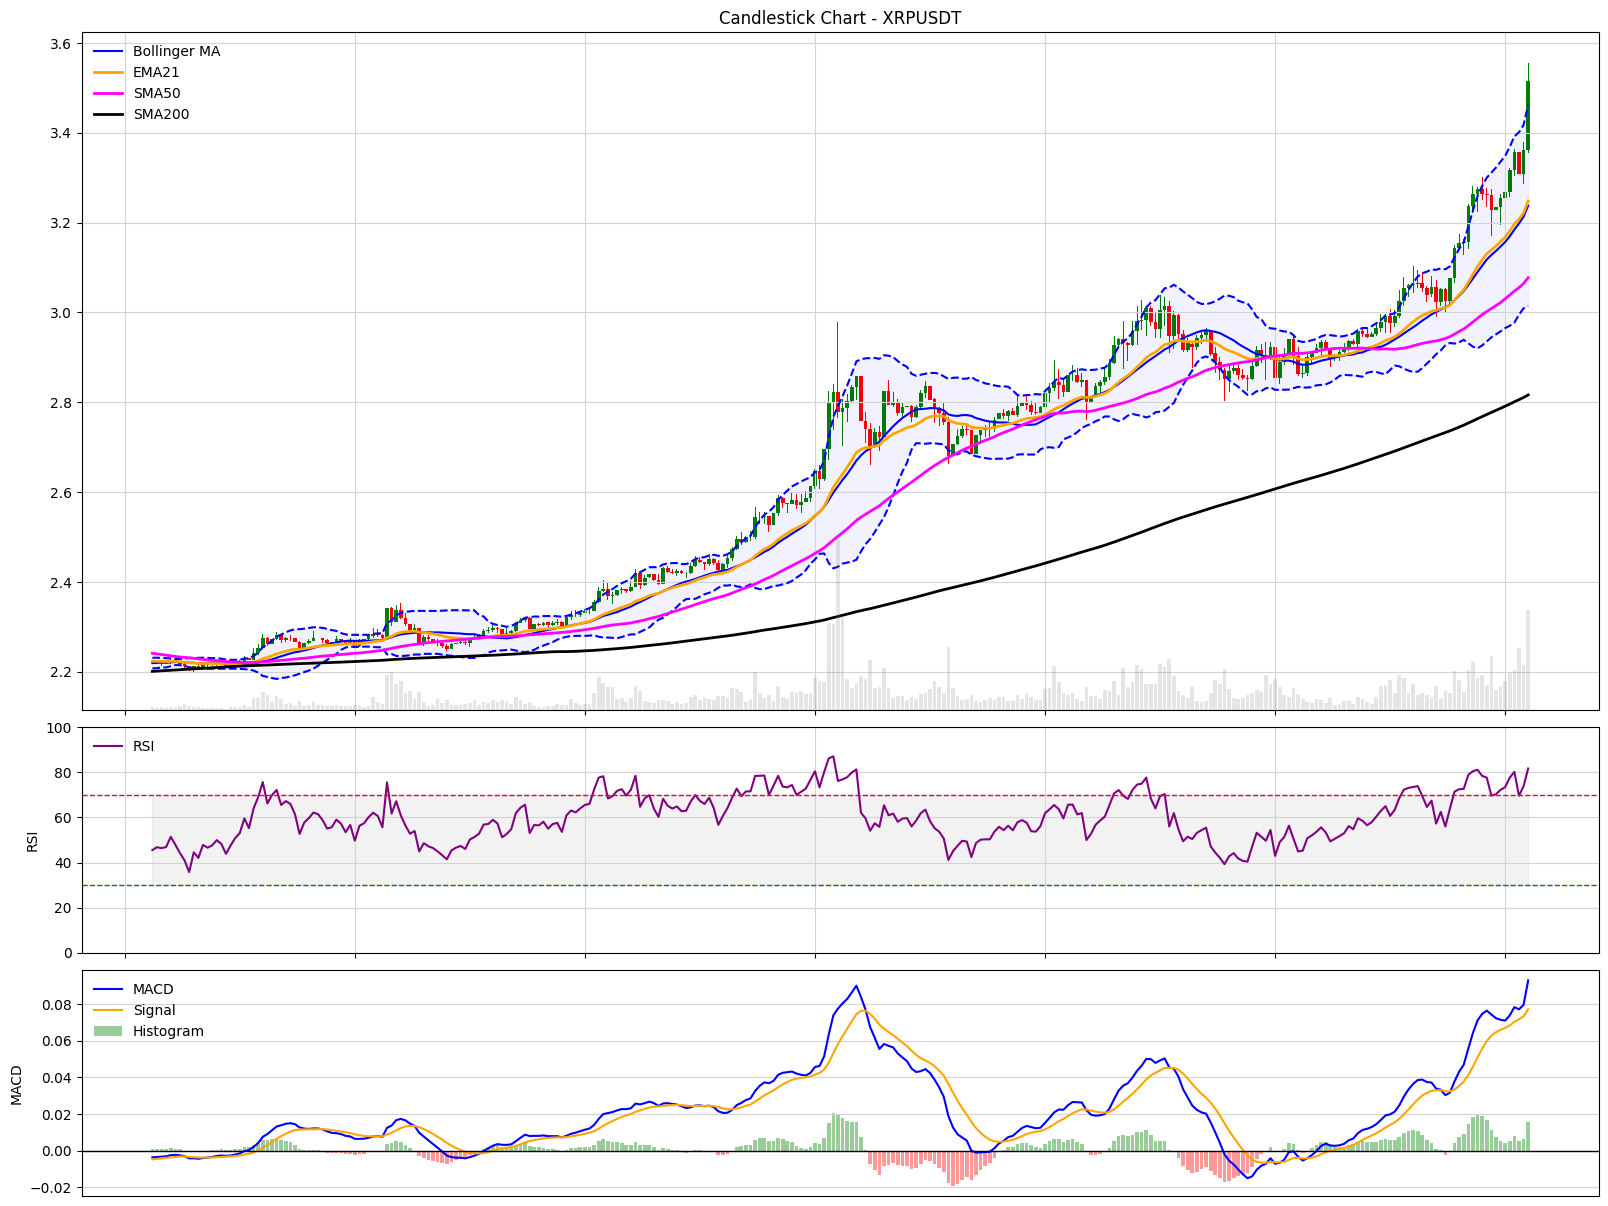 Candlestick Chart - XRPUSDT
3.6
3.4
3.2
3.0
2.8
2.6
2.4
2.2
Bollinger MA
EMA21
SMA50
SMA200
100
80
60
40
20
0
RSI
RSI
0.08
0.06
0.04
0.02
0.00
−0.02
MACD
MACD
Signal
Histogram